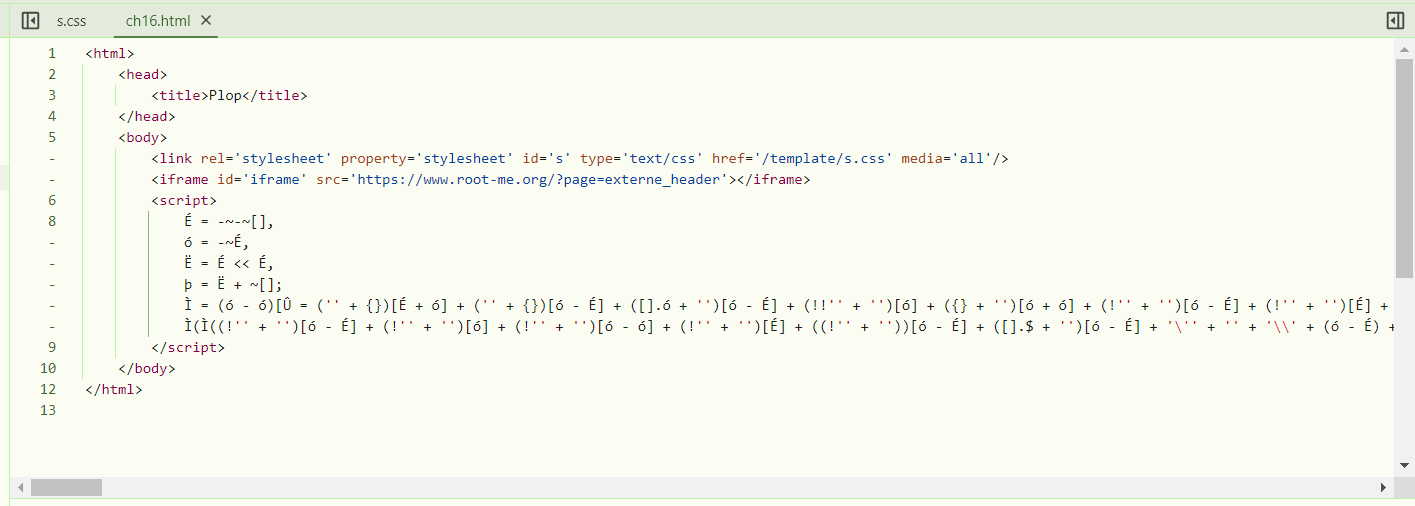 s.css ch16.html ×
1 <html>
2 <head>
3 <title>Plop</title>
4 </head>
5 <body>
- <link rel='stylesheet' property='stylesheet' id='s' type='text/css' href='/template/s.css' media='all'/>
- <iframe id='iframe' src='https://www.root-me.org/?page=externe_header'></iframe>
6 <script>
8 É = -~-~[],
- ó = -~É,
- Ë = É << É,
- þ = Ë + ~[];
- Ì = (ó - ó)[Û = ('' + {})[É + ó] + ('' + {})[ó - É] + ([].ó + '')[ó - É] + (!!'' + '')[ó] + ({} + '')[ó + ó] + (!'' + '')[ó - É] + (!'' + '')[É] +
- Ì(Ì((!'' + '')[ó - É] + (!'' + '')[ó] + (!'' + '')[ó - ó] + (!'' + '')[É] + ((!'' + ''))[ó - É] + ([].$ + '')[ó - É] + '\'' + '' + '\\' + (ó - É) +
9 </script>
10 </body>
12 </html>
13